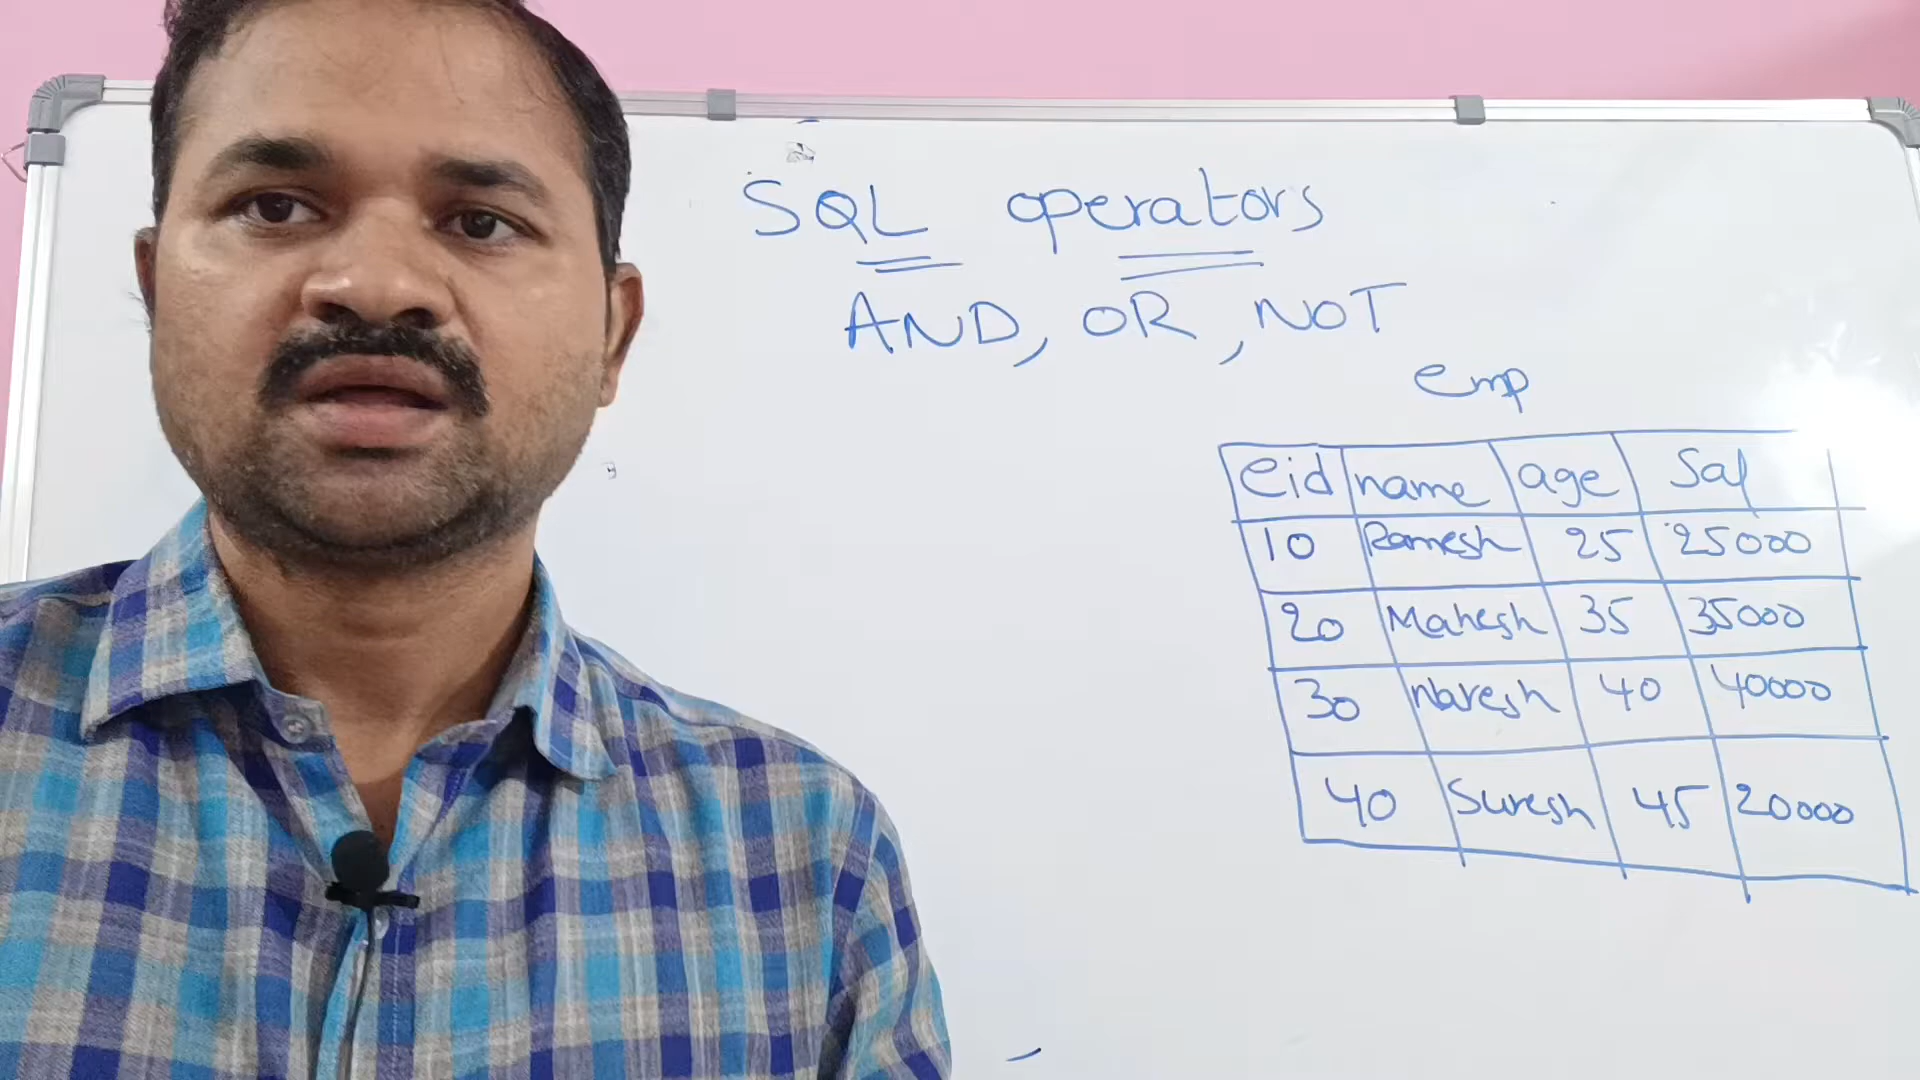 SQL operators
AND, OR, NOT
emp
eid name age Sal
10 Ramesh 25 25000
20 Mahesh 35 35000
30 Naresh 40 40000
40 Suresh 45 20000